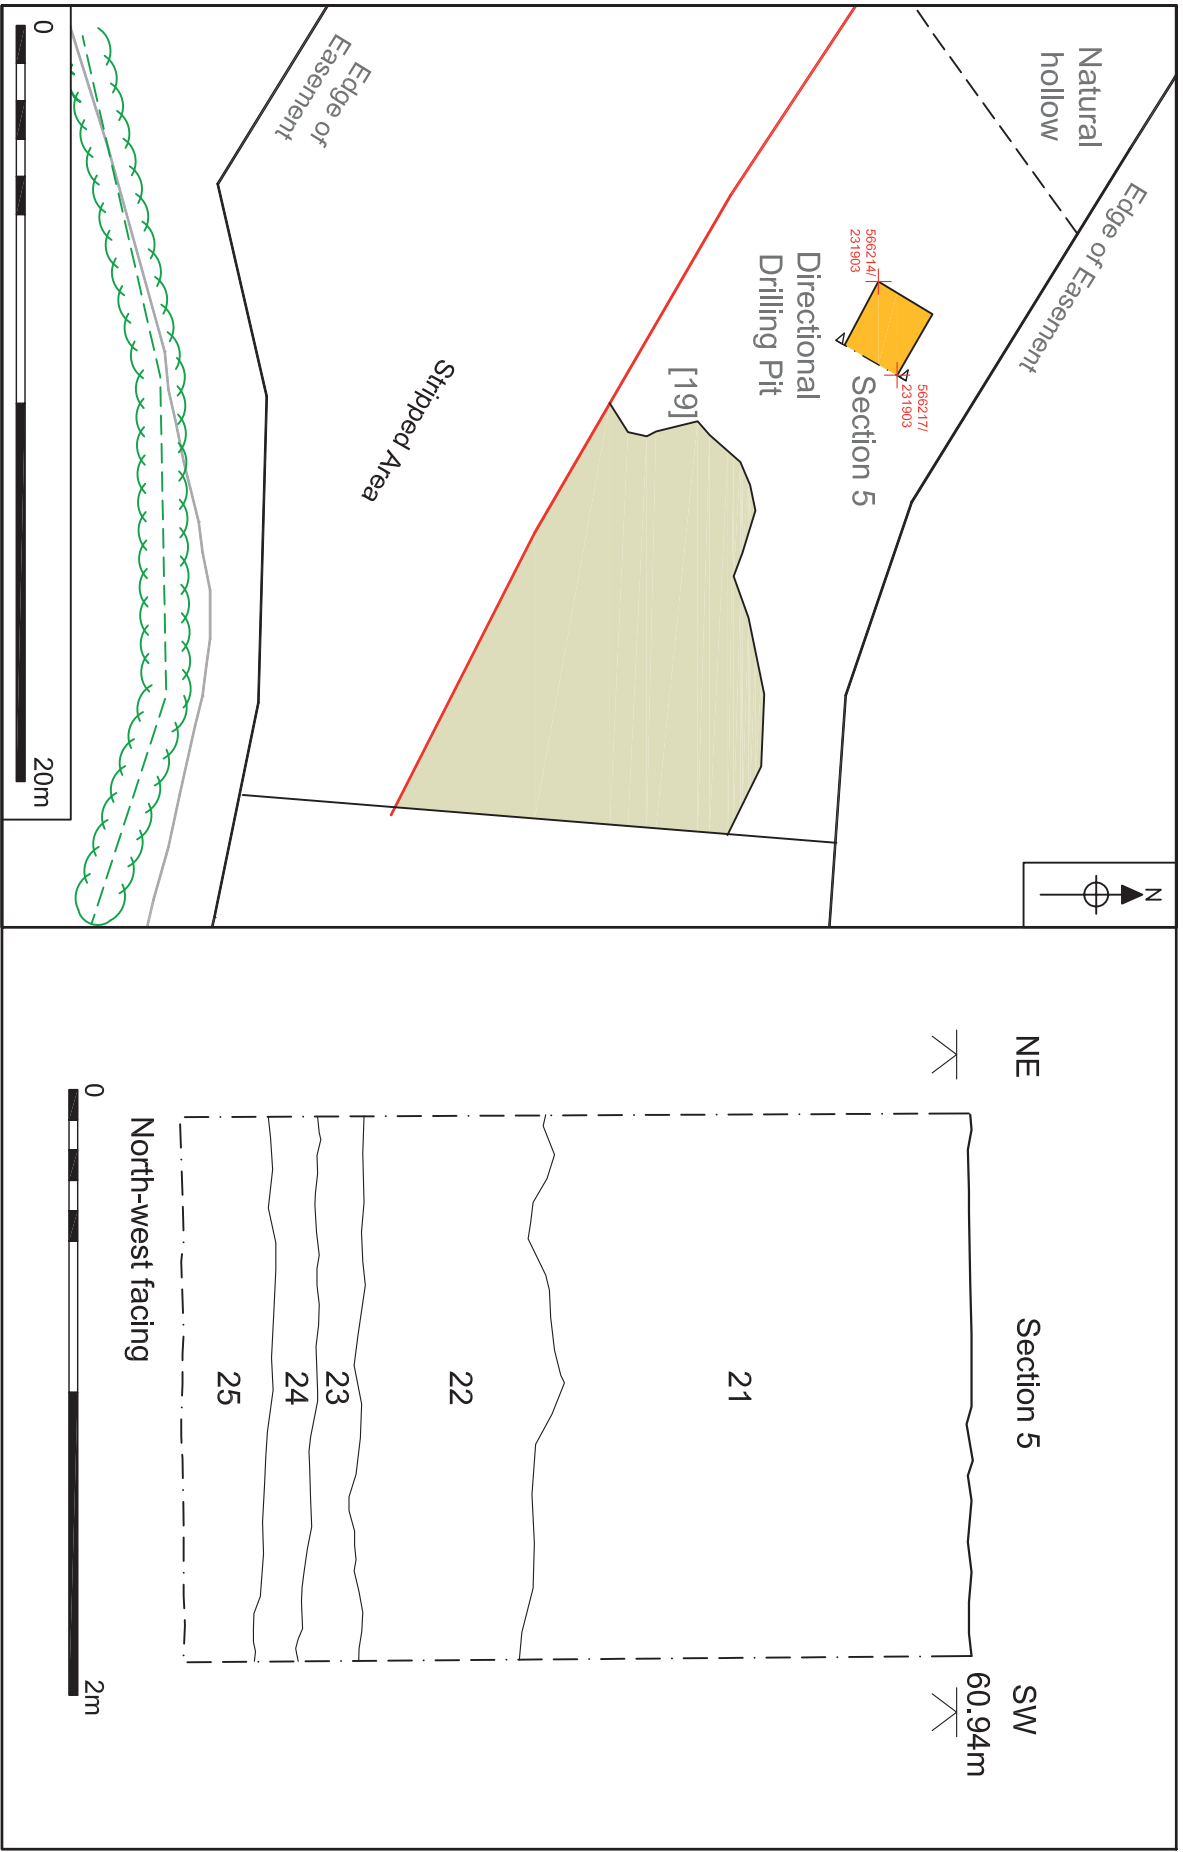 Natural
hollow
Edge of Easement
Edge of
Easement
566214/
231903
566217/
231903
Section 5
Directional
Drilling Pit
[19]
Stripped Area
0
20m
N
NE
Section 5
SW
60.94m
21
22
23
24
25
North-west facing
0
2m